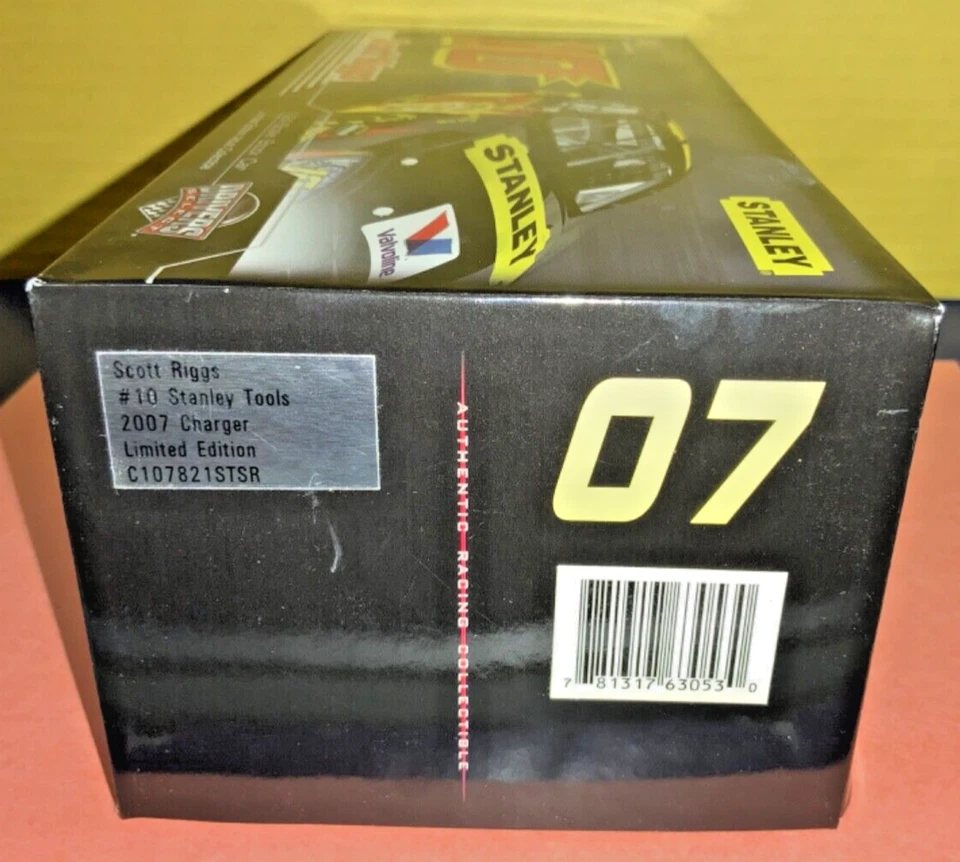 10
STANLEY
STANLEY
Valvoline
Scott Riggs
#10 Stanley Tools
2007 Charger
Limited Edition
C107821STSR
AUTHENTIC RACING COLLECTIBLE
07
7 81317 63053 0